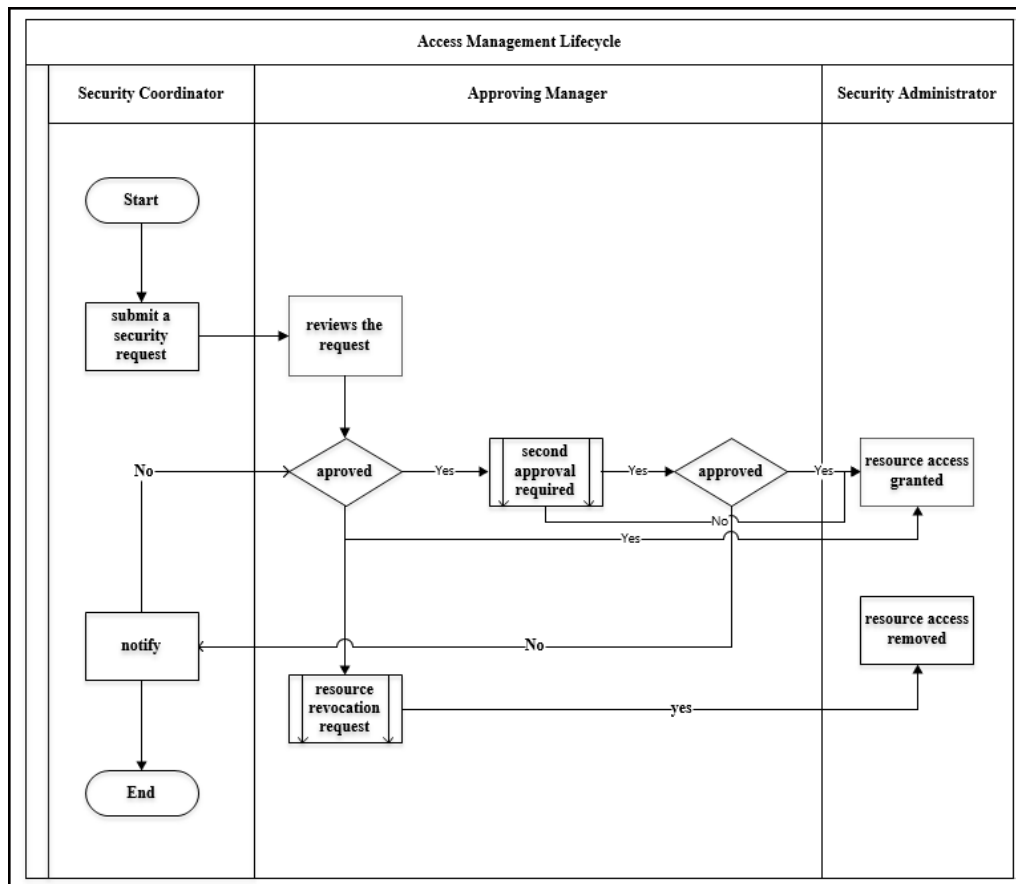 Access Management Lifecycle
Security Coordinator
Approving Manager
Security Administrator
Start
submit a
security
request
reviews the
request
No
aproved
Yes
second
approval
required
Yes
approved
Yes
resource access
granted
No
Yes
notify
No
resource access
removed
resource
revocation
request
yes
End